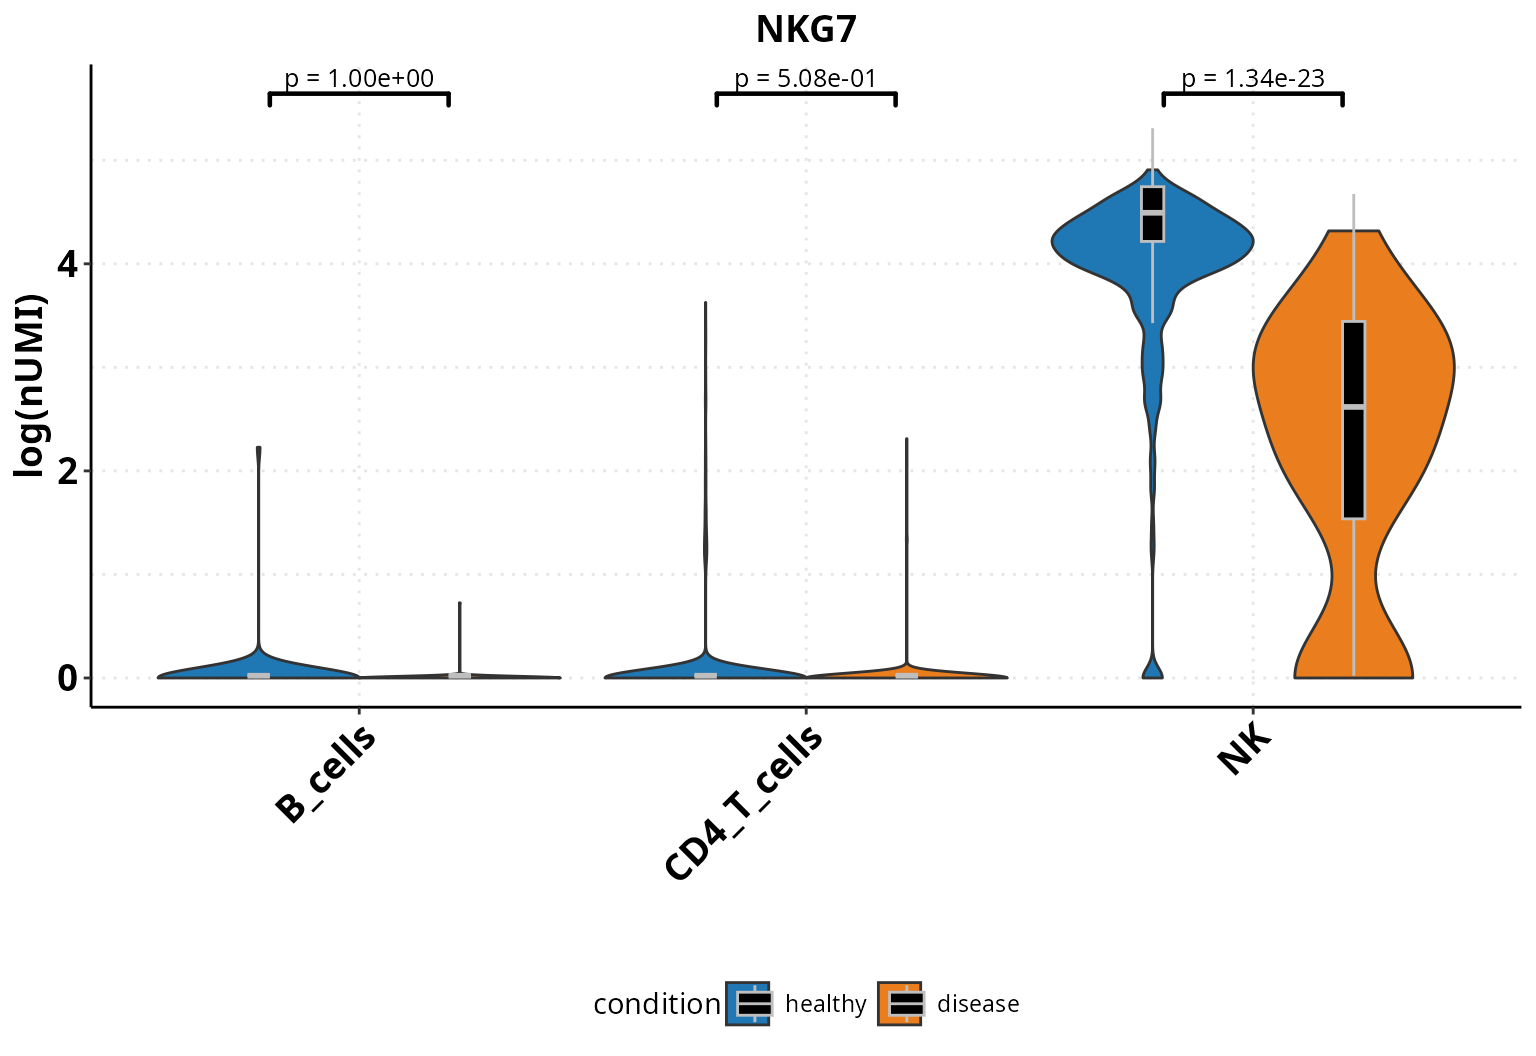 NKG7
p = 1.00e+00
p = 5.08e-01
p = 1.34e-23
log(nUMI)
4
2
0
B_cells
CD4_T_cells
NK
condition healthy disease